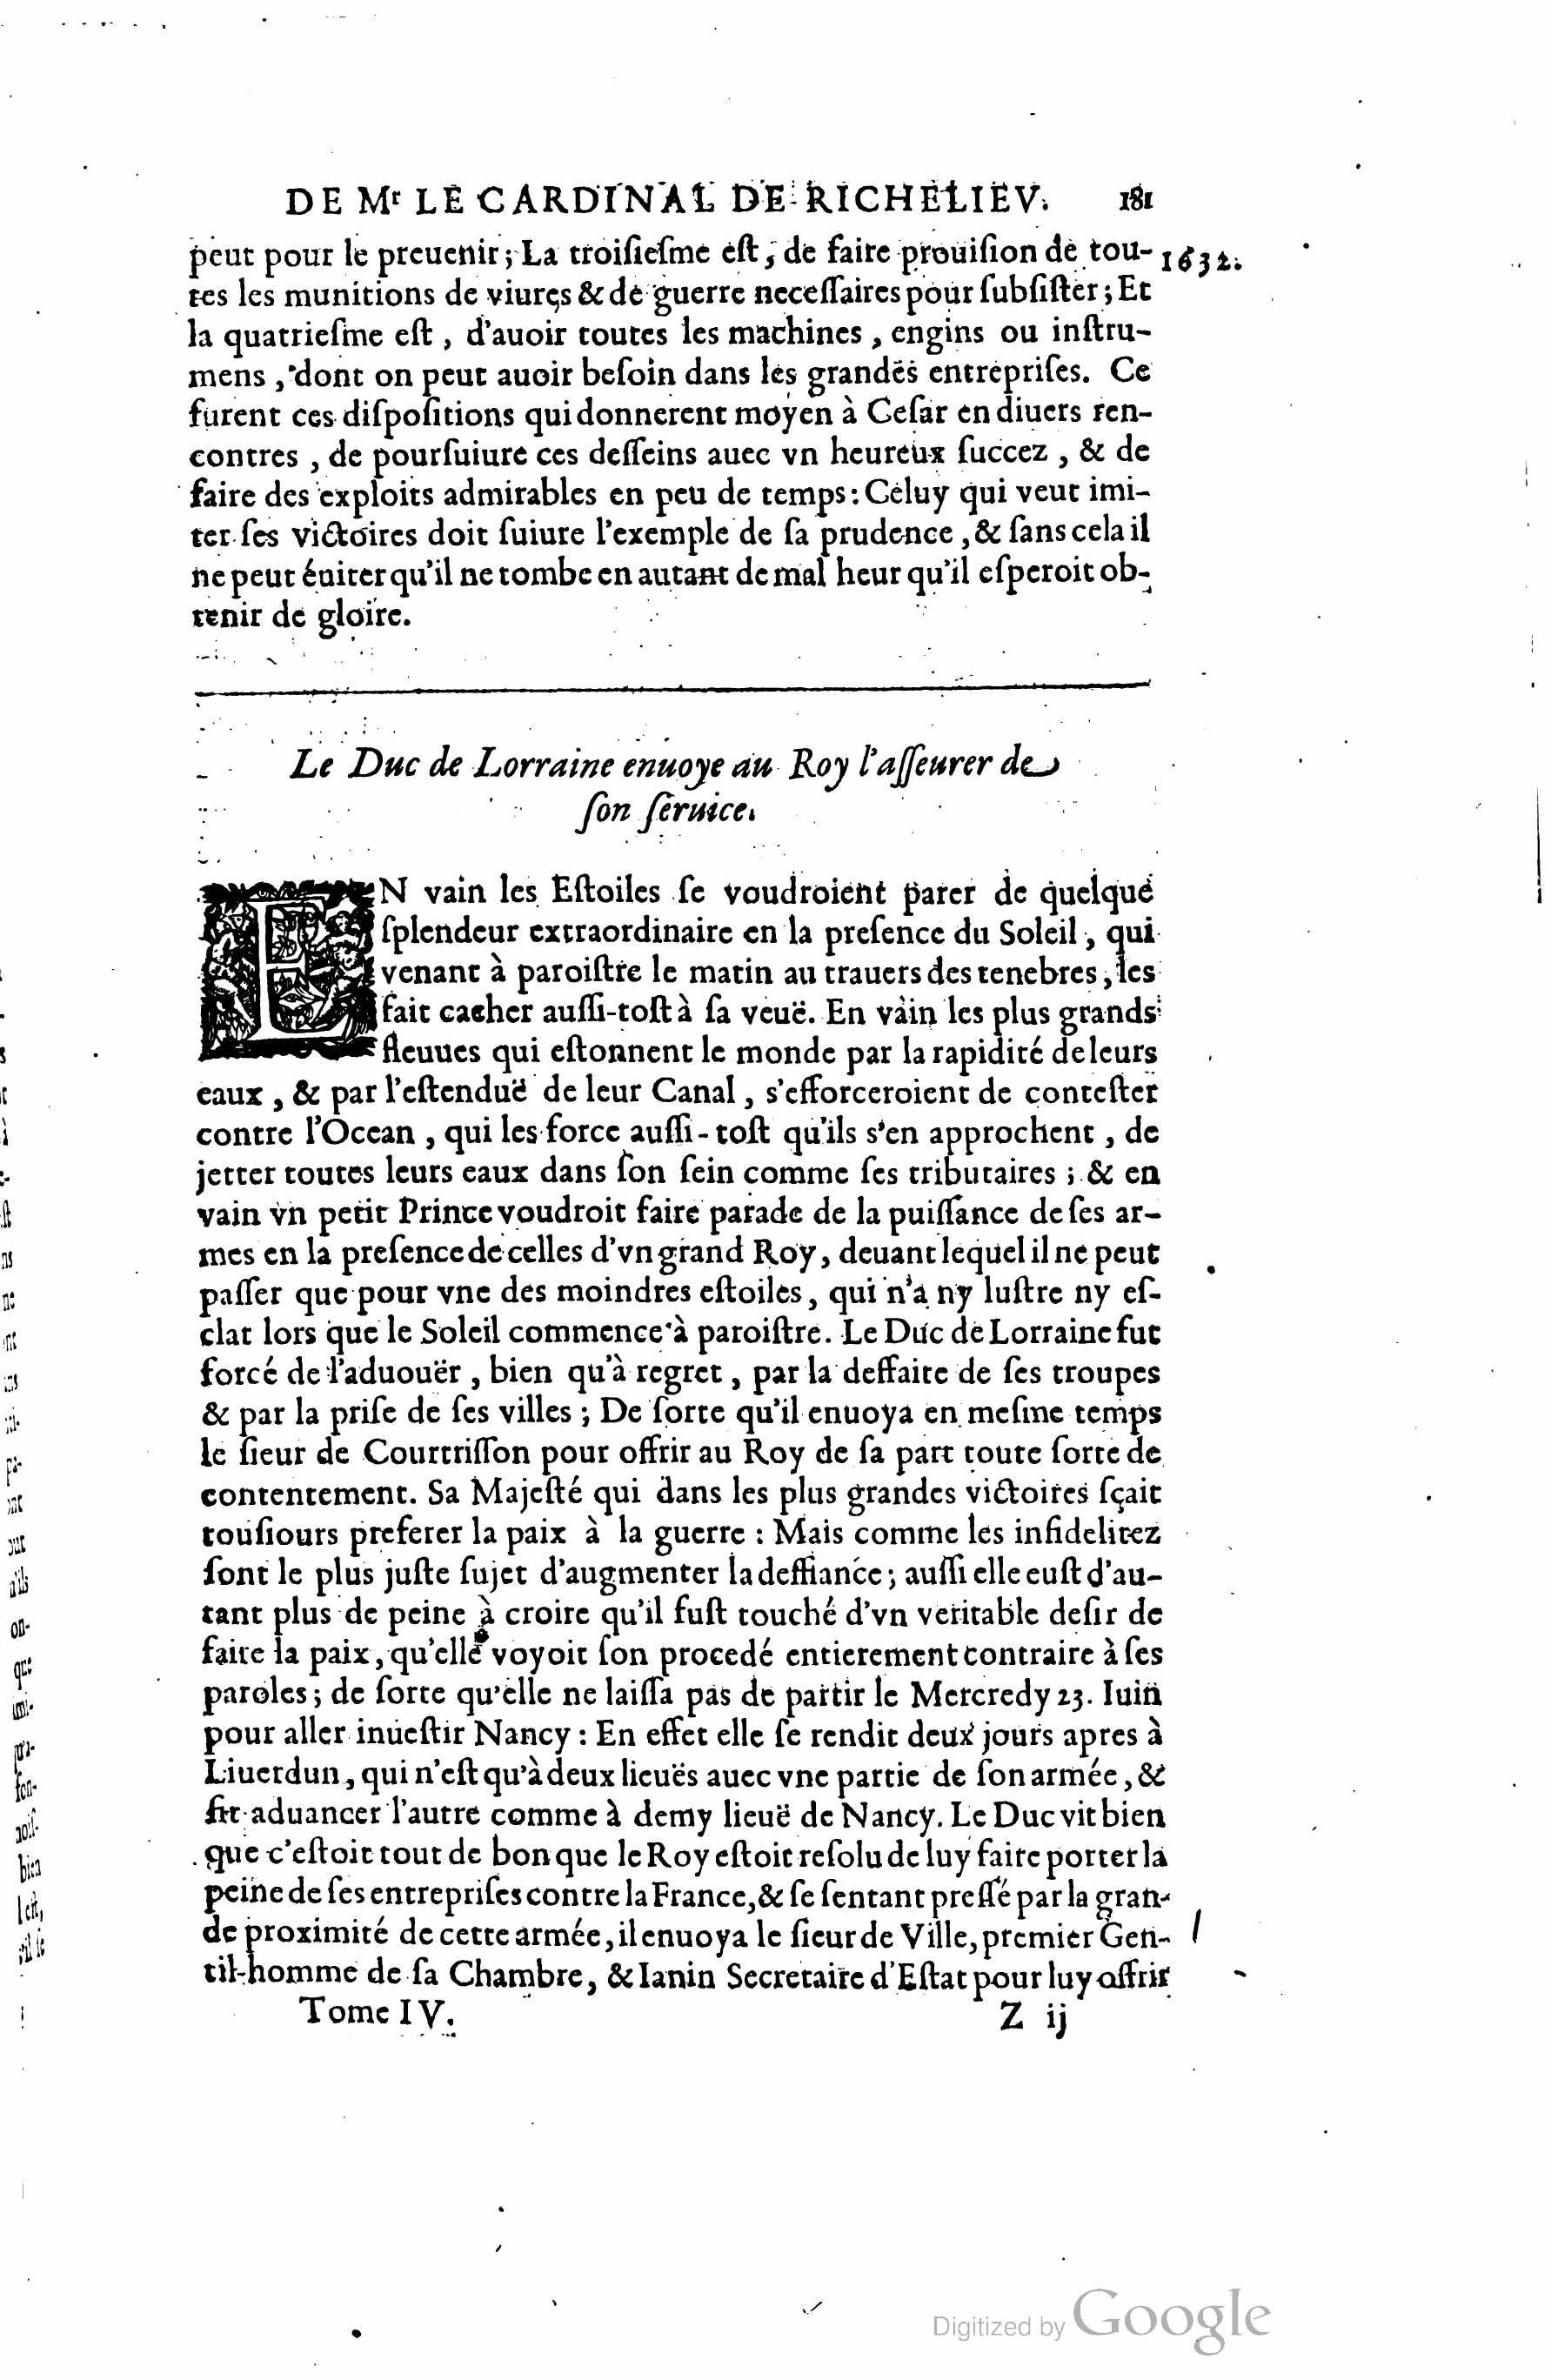 DE Mr LE CARDINAL DE RICHELIEV. 181
peut pour le preuenir; La troiſieſme eſt, de faire prouiſion de tou- 1632.
tes les munitions de viures & de guerre neceſſaires pour ſubſiſter; Et
la quatrieſme eſt, d'auoir toutes les machines, engins ou inſtru-
mens, dont on peut auoir beſoin dans les grandes entrepriſes. Ce
furent ces diſpoſitions qui donnerent moyen à Ceſar en diuers ren-
contres, de pourſuiure ces deſſeins auec vn heureux ſuccez, & de
faire des exploits admirables en peu de temps: Celuy qui veut imi-
ter ſes victoires doit ſuiure l'exemple de ſa prudence, & ſans cela il
ne peut éuiter qu'il ne tombe en autant de mal heur qu'il eſperoit ob-
tenir de gloire.
Le Duc de Lorraine enuoye au Roy l'aſſeurer de
ſon ſeruice.
EN vain les Eſtoiles ſe voudroient parer de quelque
ſplendeur extraordinaire en la preſence du Soleil, qui
venant à paroiſtre le matin au trauers des tenebres, les
fait cacher auſſi-toſt à ſa veuë. En vain les plus grands
fleuues qui eſtonnent le monde par la rapidité de leurs
eaux, & par l'eſtenduë de leur Canal, s'efforceroient de conteſter
contre l'Ocean, qui les force auſſi-toſt qu'ils s'en approchent, de
jetter toutes leurs eaux dans ſon ſein comme ſes tributaires; & en
vain vn petit Prince voudroit faire parade de la puiſſance de ſes ar-
mes en la preſence de celles d'vn grand Roy, deuant lequel il ne peut
paſſer que pour vne des moindres eſtoiles, qui n'a ny luſtre ny eſ-
clat lors que le Soleil commence à paroiſtre. Le Duc de Lorraine fut
forcé de l'aduouër, bien qu'à regret, par la deffaite de ſes troupes
& par la priſe de ſes villes; De ſorte qu'il enuoya en meſme temps
le ſieur de Courtriſſon pour offrir au Roy de ſa part toute ſorte de
contentement. Sa Majeſté qui dans les plus grandes victoires ſçait
touſiours preferer la paix à la guerre: Mais comme les infidelitez
ſont le plus juſte ſujet d'augmenter la deffiance; auſſi elle euſt d'au-
tant plus de peine à croire qu'il fuſt touché d'vn veritable deſir de
faire la paix, qu'elle voyoit ſon procedé entierement contraire à ſes
paroles; de ſorte qu'elle ne laiſſa pas de partir le Mercredy 23. Iuin
pour aller inueſtir Nancy: En effet elle ſe rendit deux jours apres à
Liuerdun, qui n'eſt qu'à deux lieuës auec vne partie de ſon armée, &
fit aduancer l'autre comme à demy lieuë de Nancy. Le Duc vit bien
que c'eſtoit tout de bon que le Roy eſtoit reſolu de luy faire porter la
peine de ſes entrepriſes contre la France, & ſe ſentant preſſé par la gran-
de proximité de cette armée, il enuoya le ſieur de Ville, premier Gen-
til-homme de ſa Chambre, & Ianin Secretaire d'Eſtat pour luy offrir
Tome IV. Z ij
Digitized by Google